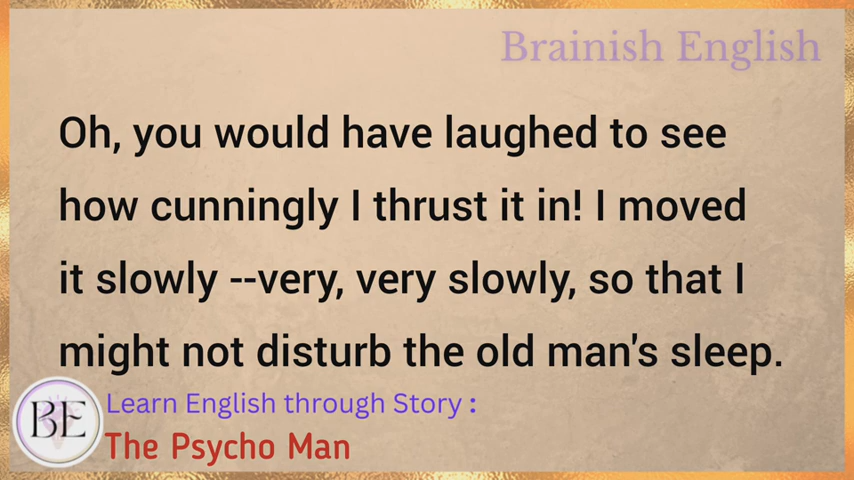 Brainish English
Oh, you would have laughed to see
how cunningly I thrust it in! I moved
it slowly --very, very slowly, so that I
might not disturb the old man's sleep.
BE
Learn English through Story :
The Psycho Man